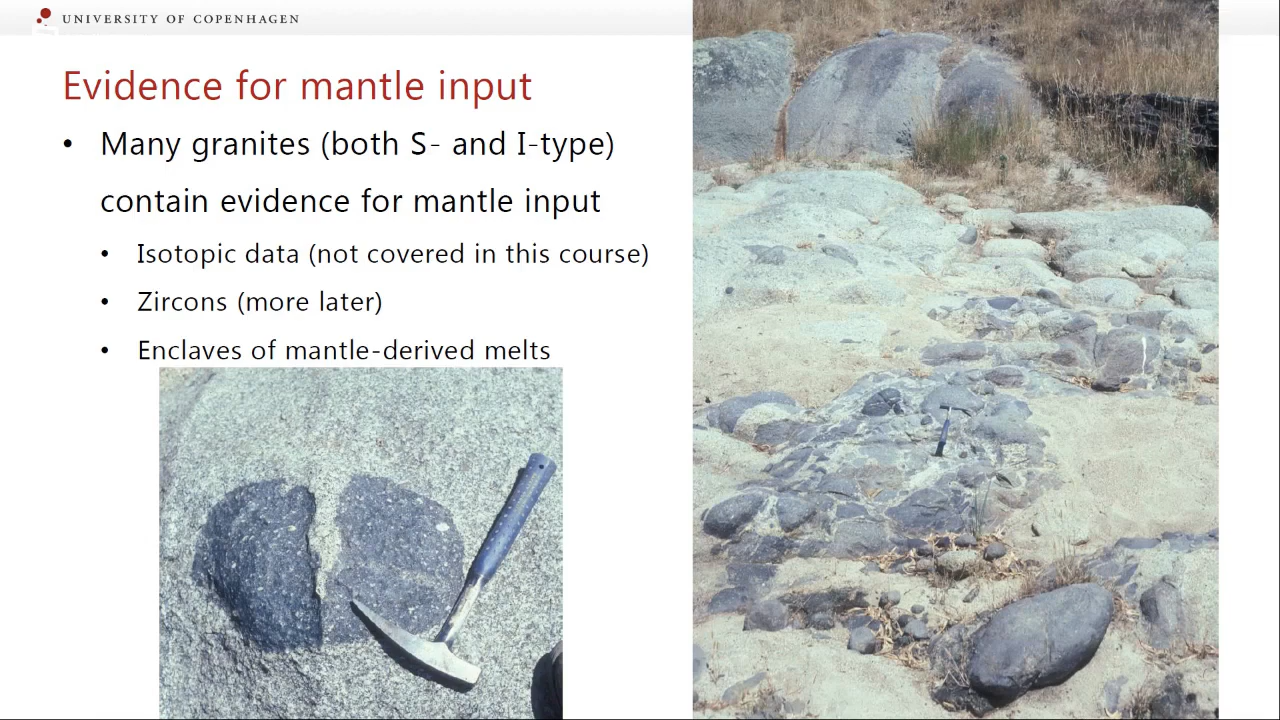 UNIVERSITY OF COPENHAGEN
Evidence for mantle input
• Many granites (both S- and I-type)
contain evidence for mantle input
• Isotopic data (not covered in this course)
• Zircons (more later)
• Enclaves of mantle-derived melts